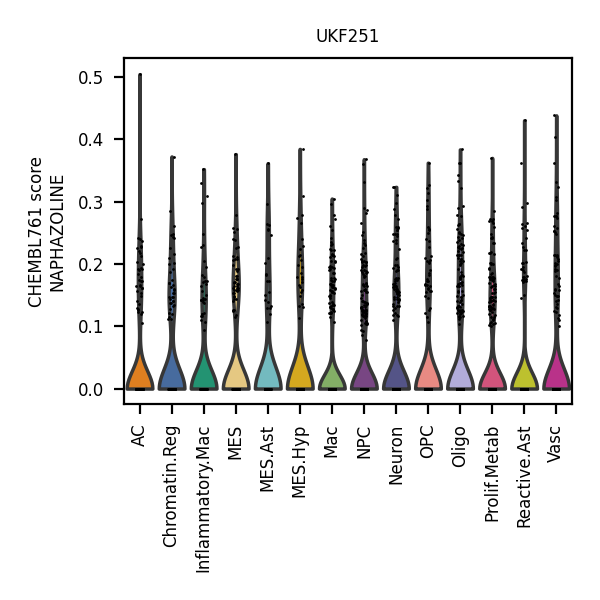 UKF251
CHEMBL761 score
NAPHAZOLINE
0.5
0.4
0.3
0.2
0.1
0.0
AC
Chromatin.Reg
Inflammatory.Mac
MES
MES.Ast
MES.Hyp
Mac
NPC
Neuron
OPC
Oligo
Prolif.Metab
Reactive.Ast
Vasc